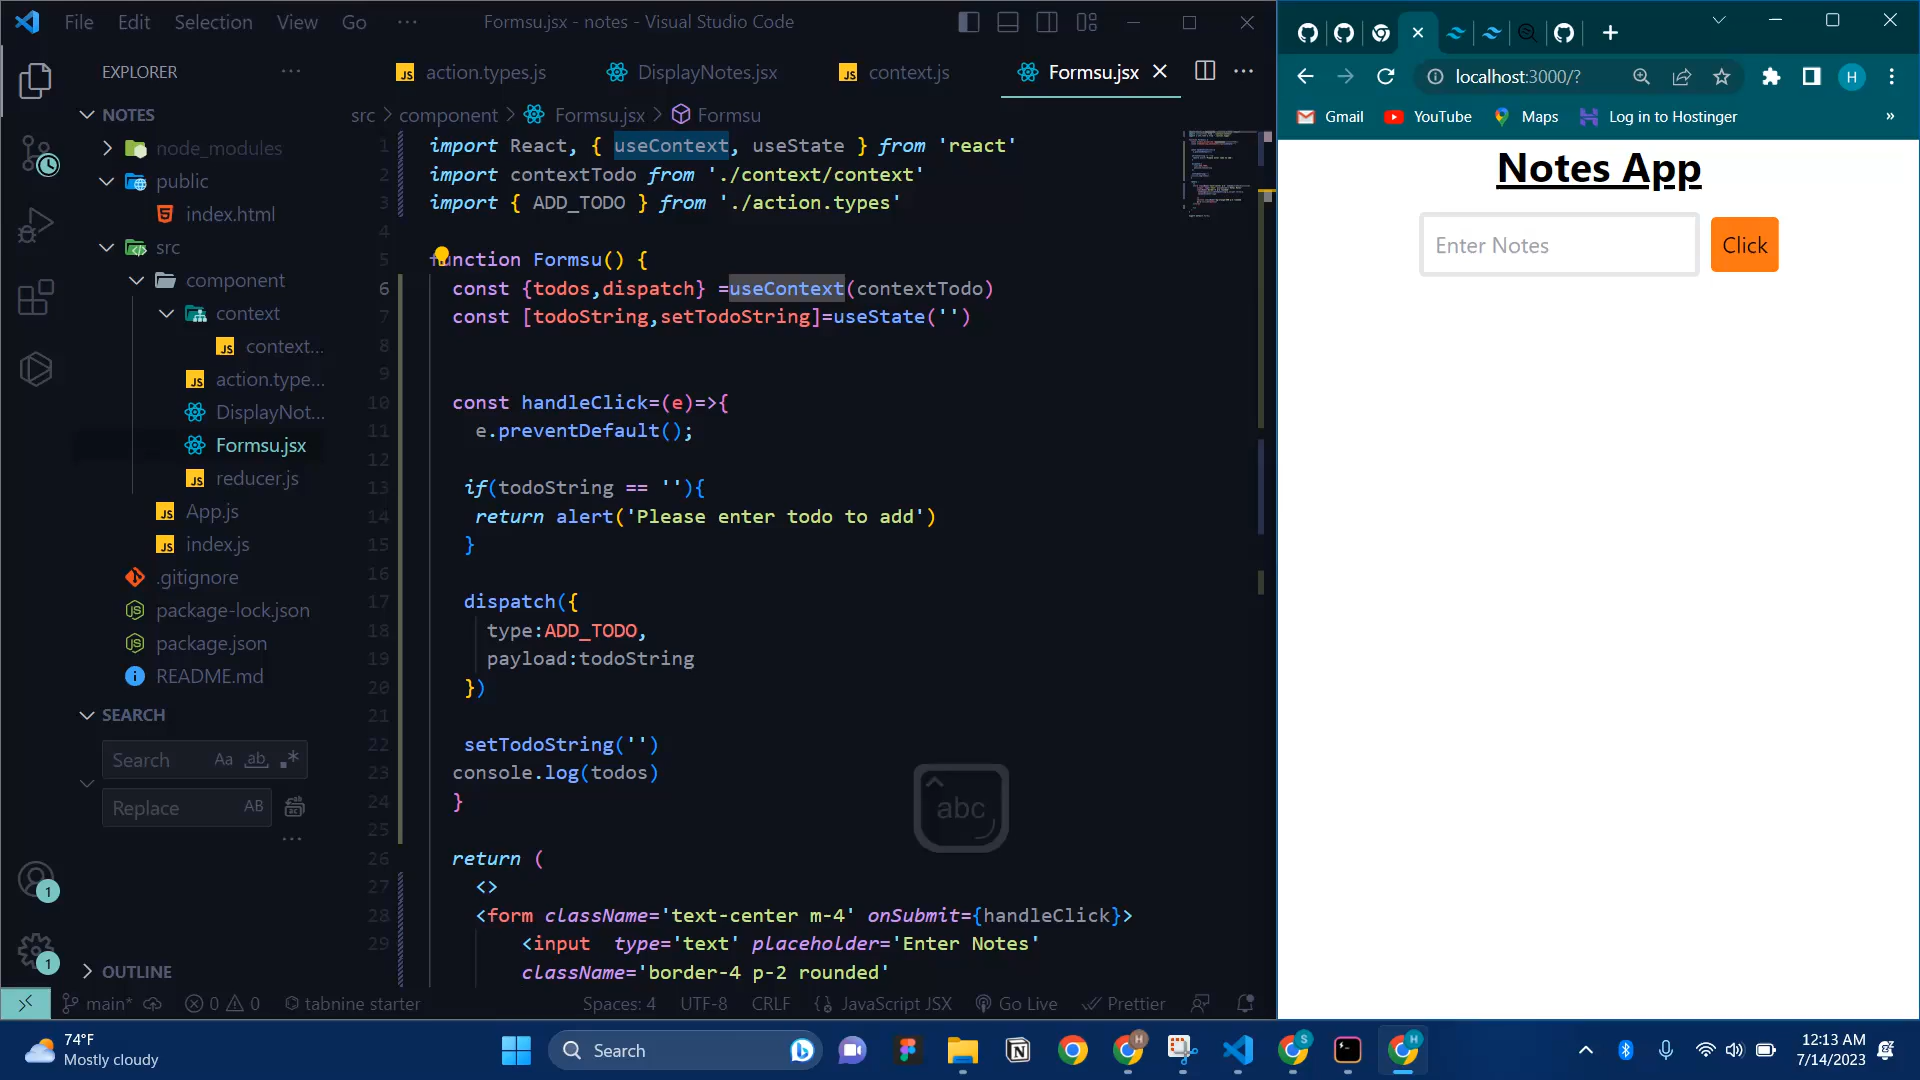 File Edit Selection View Go ··· Formsu.jsx - notes - Visual Studio Code
EXPLORER ···
action.types.js DisplayNotes.jsx context.js Formsu.jsx ···
NOTES
node_modules
public
index.html
src
component
context
context...
action.type...
DisplayNot...
Formsu.jsx
reducer.js
App.js
index.js
.gitignore
package-lock.json
package.json
README.md
SEARCH
Search Aa ab .*
Replace AB
···
OUTLINE
src > component > Formsu.jsx > Formsu
1 import React, { useContext, useState } from 'react'
2 import contextTodo from './context/context'
3 import { ADD_TODO } from './action.types'
4
5 function Formsu() {
6 const {todos,dispatch} =useContext(contextTodo)
7 const [todoString,setTodoString]=useState('')
8
9
10 const handleClick=(e)=>{
11 e.preventDefault();
12
13 if(todoString == ''){
14 return alert('Please enter todo to add')
15 }
16
17 dispatch({
18 type:ADD_TODO,
19 payload:todoString
20 })
21
22 setTodoString('')
23 console.log(todos)
24 }
25
26 return (
27 <>
28 <form className='text-center m-4' onSubmit={handleClick}>
29 <input type='text' placeholder='Enter Notes'
className='border-4 p-2 rounded'
abc
1
1
main* 0 0 tabnine starter Spaces: 4 UTF-8 CRLF JavaScript JSX Go Live Prettier
localhost:3000/? H
Gmail YouTube Maps Log in to Hostinger »
Notes App
Enter Notes Click
74°F
Mostly cloudy
Search
H S H
12:13 AM
7/14/2023